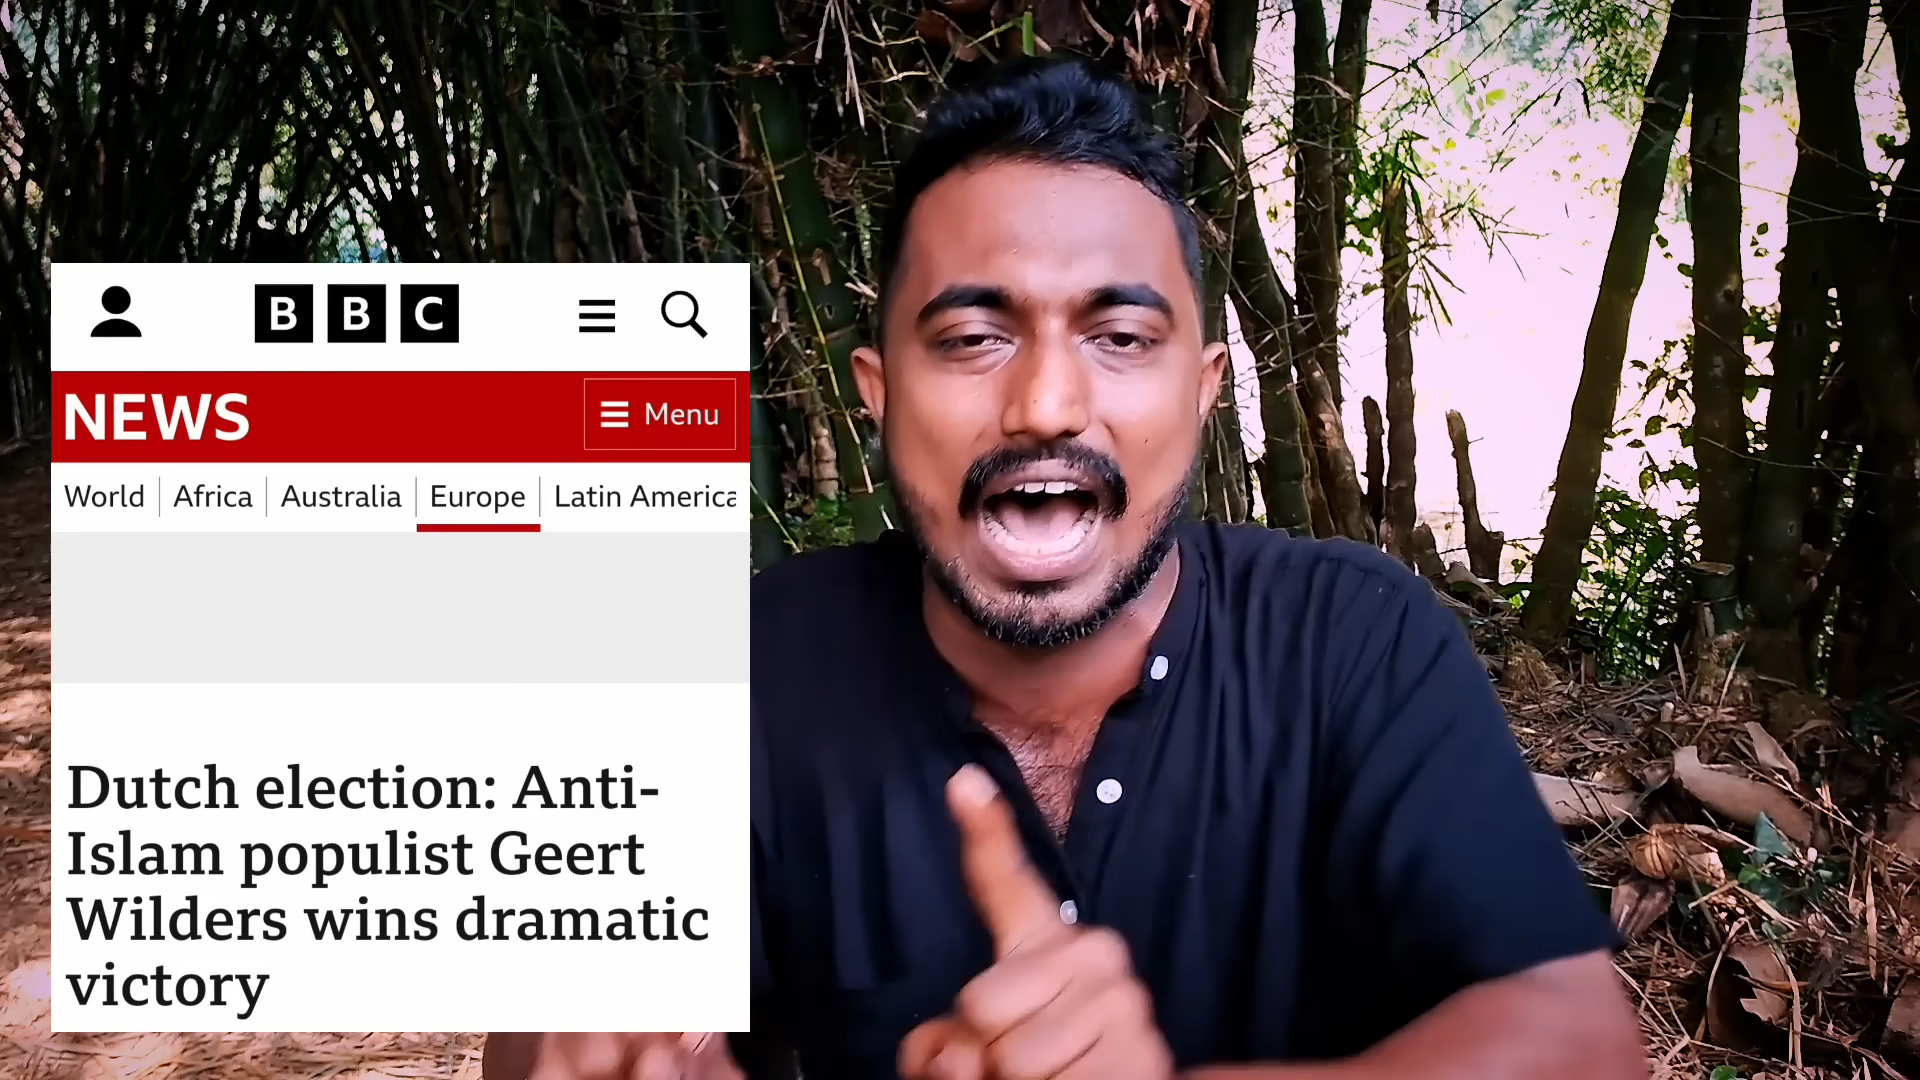 BBC
NEWS
Menu
World
Africa
Australia
Europe
Latin America
Dutch election: Anti-
Islam populist Geert
Wilders wins dramatic
victory